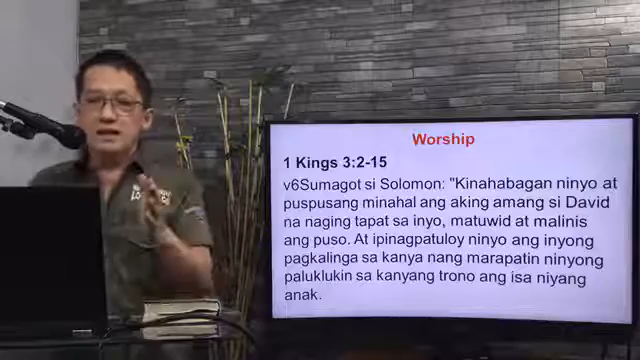 Worship
1 Kings 3:2-15
v6Sumagot si Solomon: "Kinahabagan ninyo at
puspusang minahal ang aking amang si David
na naging tapat sa inyo, matuwid at malinis
ang puso. At ipinagpatuloy ninyo ang inyong
pagkalinga sa kanya nang marapatin ninyong
paluklukin sa kanyang trono ang isa niyang
anak.